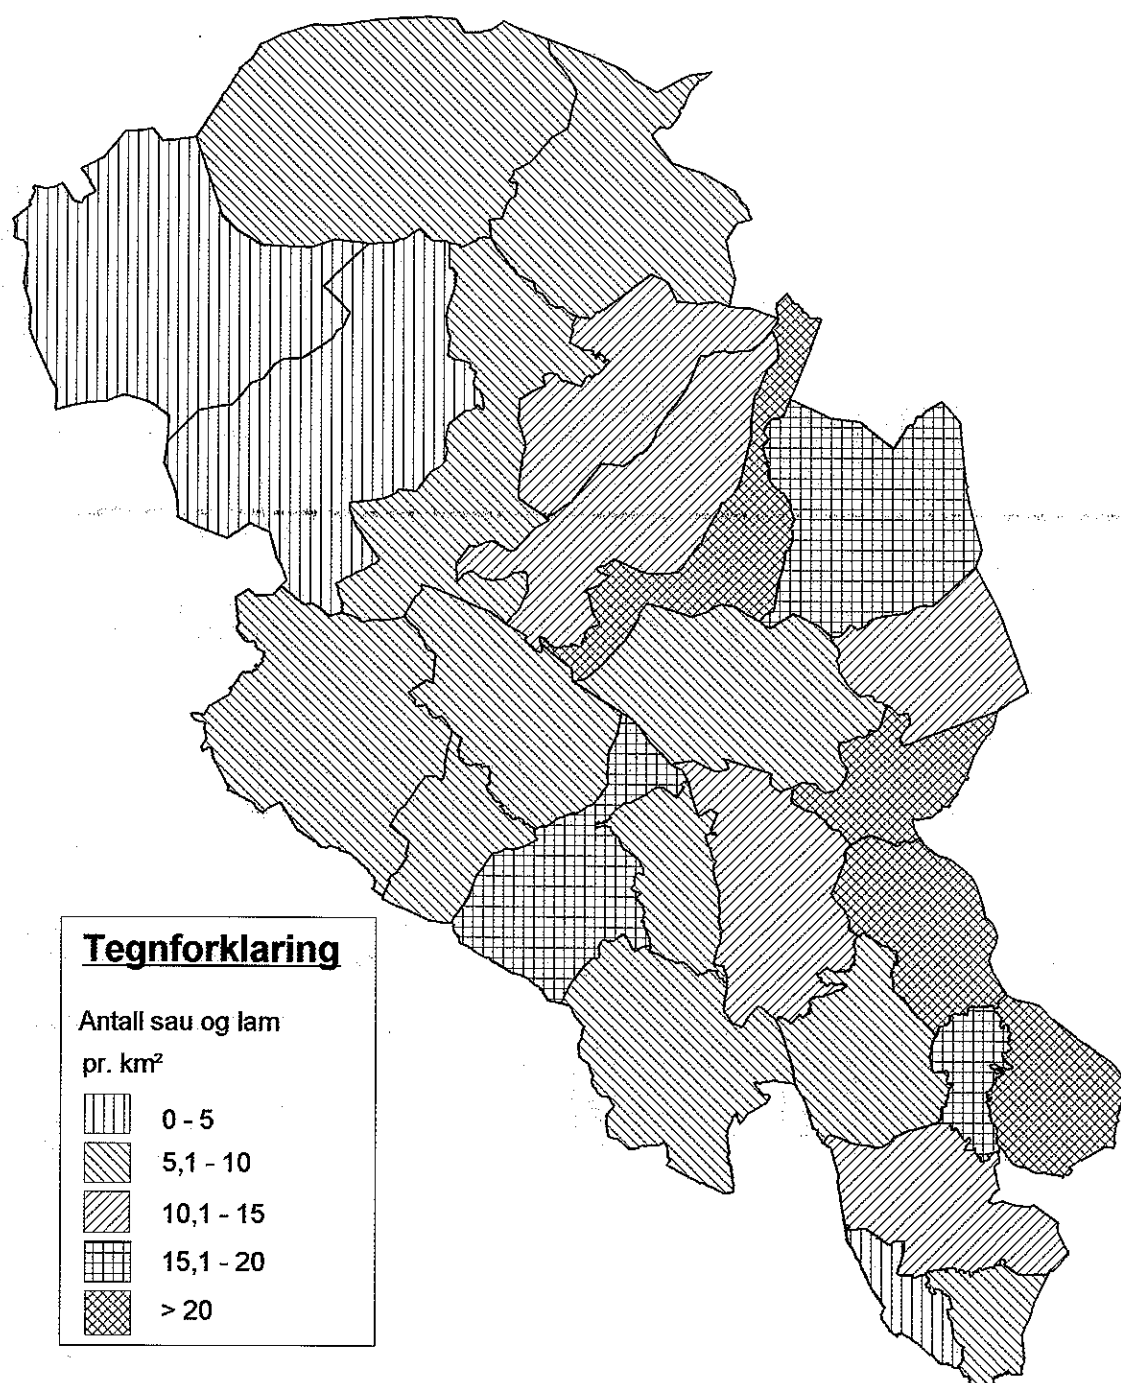 Tegnforklaring
Antall sau og lam
pr. km²
0 - 5
5,1 - 10
10,1 - 15
15,1 - 20
> 20